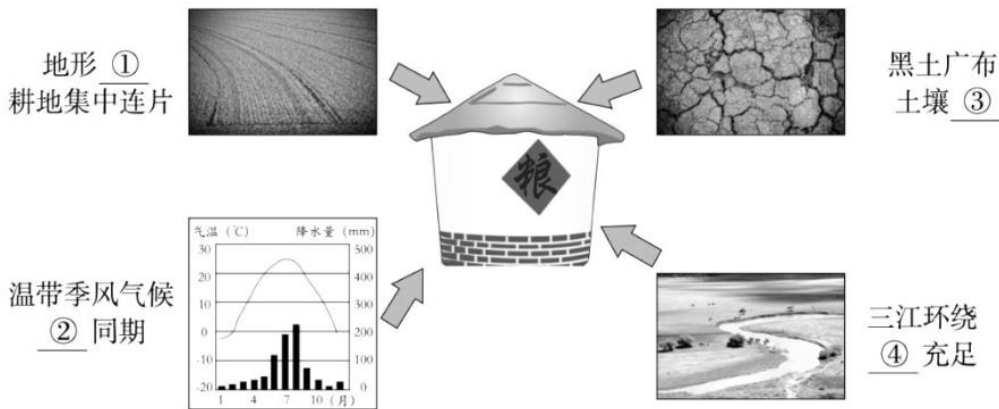 地形 ①
耕地集中连片
黑土广布
土壤 ③
粮
气温 (℃) 降水量 (mm)
30 500
20 400
10 300
0 200
-10 100
-20 0
1 4 7 10 (月)
温带季风气候
② 同期
三江环绕
④ 充足